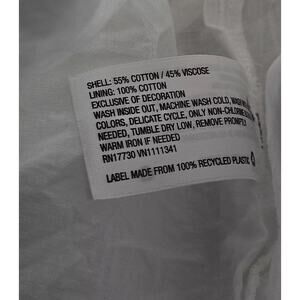 SHELL: 55% COTTON / 45% VISCOSE
LINING: 100% COTTON
EXCLUSIVE OF DECORATION
WASH INSIDE OUT, MACHINE WASH COLD, WASH
COLORS, DELICATE CYCLE, ONLY NON-CHLORINE
NEEDED, TUMBLE DRY LOW, REMOVE PROMPTLY
WARM IRON IF NEEDED
RN17730 VN1111341
LABEL MADE FROM 100% RECYCLED PLASTIC